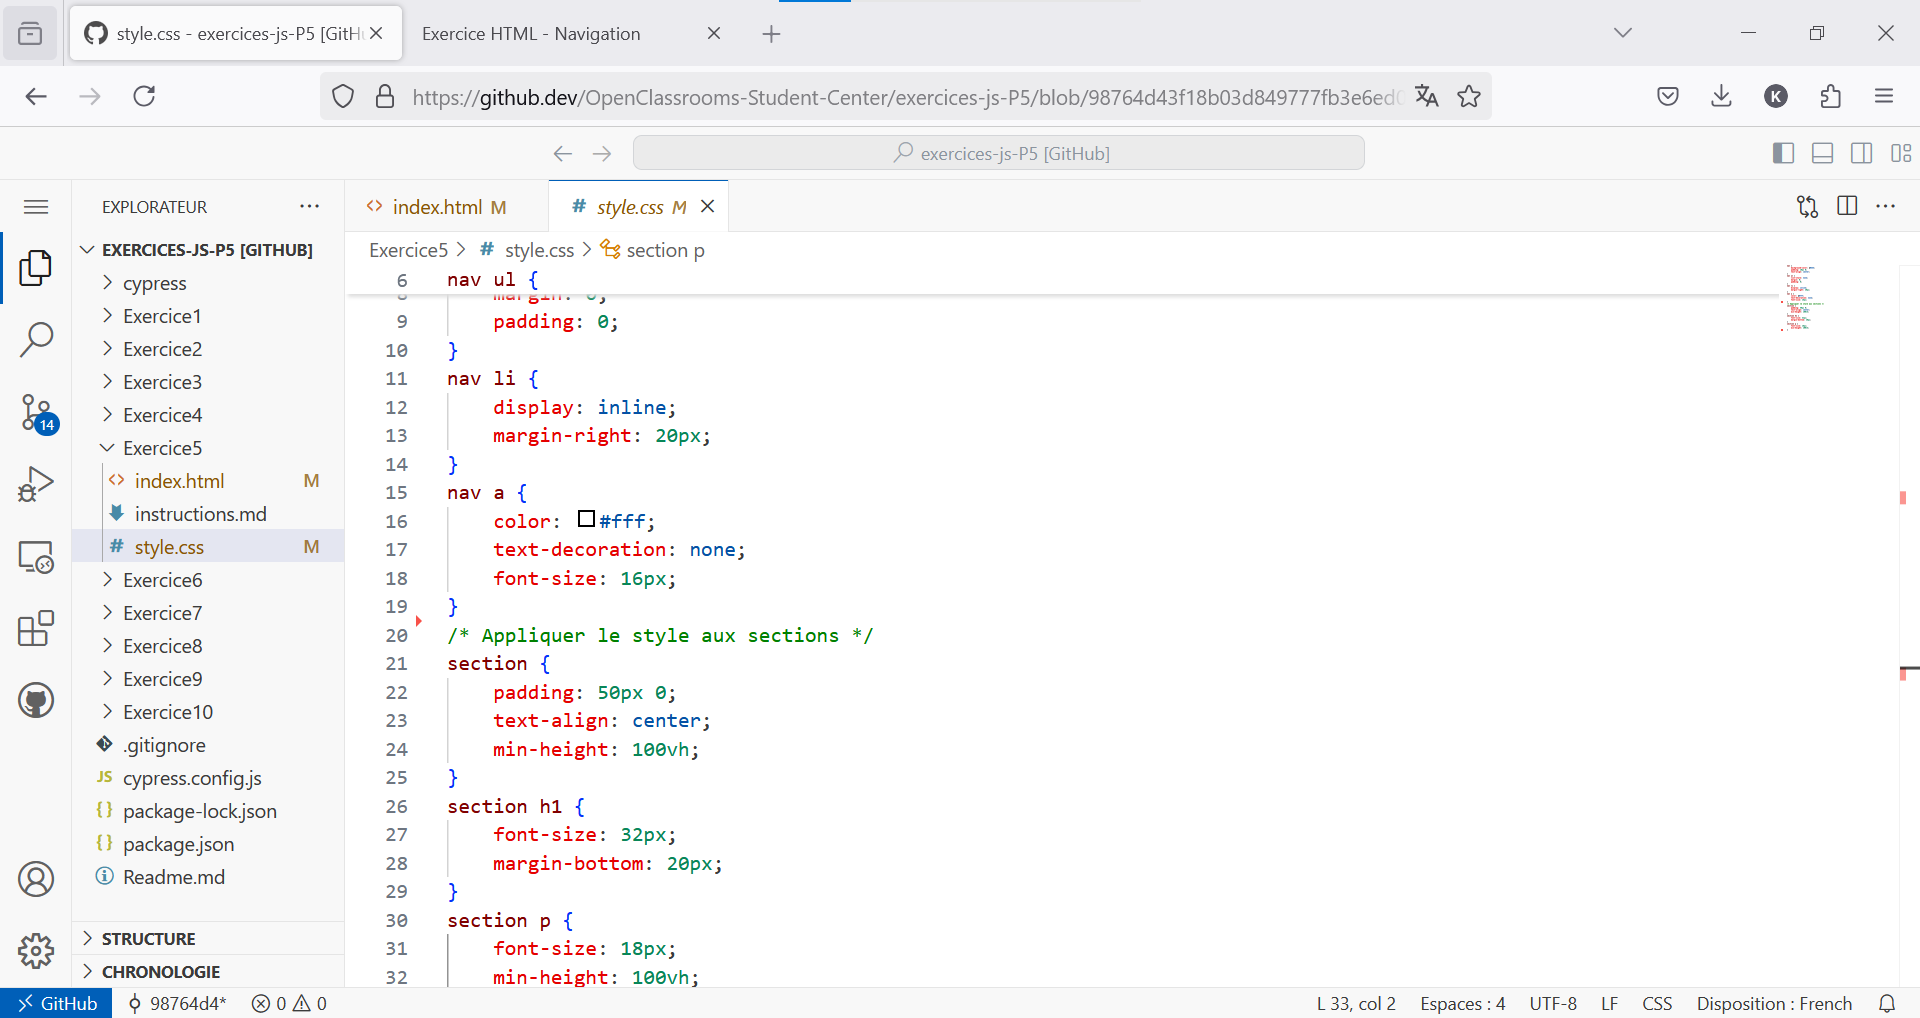 style.css - exercices-js-P5 [GitH
Exercice HTML - Navigation
https://github.dev/OpenClassrooms-Student-Center/exercices-js-P5/blob/98764d43f18b03d849777fb3e6ed0
K
exercices-js-P5 [GitHub]
EXPLORATEUR
EXERCICES-JS-P5 [GITHUB]
cypress
Exercice1
Exercice2
Exercice3
Exercice4
Exercice5
index.html M
instructions.md
style.css M
Exercice6
Exercice7
Exercice8
Exercice9
Exercice10
.gitignore
JS cypress.config.js
{} package-lock.json
{} package.json
Readme.md
STRUCTURE
CHRONOLOGIE
14
<> index.html M
# style.css M
Exercice5 > # style.css > section p
6 nav ul {
margin: 0;
9 padding: 0;
10 }
11 nav li {
12 display: inline;
13 margin-right: 20px;
14 }
15 nav a {
16 color: #fff;
17 text-decoration: none;
18 font-size: 16px;
19 }
20 /* Appliquer le style aux sections */
21 section {
22 padding: 50px 0;
23 text-align: center;
24 min-height: 100vh;
25 }
26 section h1 {
27 font-size: 32px;
28 margin-bottom: 20px;
29 }
30 section p {
31 font-size: 18px;
32 min-height: 100vh;
GitHub
98764d4*
0 0
L 33, col 2
Espaces : 4
UTF-8
LF
CSS
Disposition : French